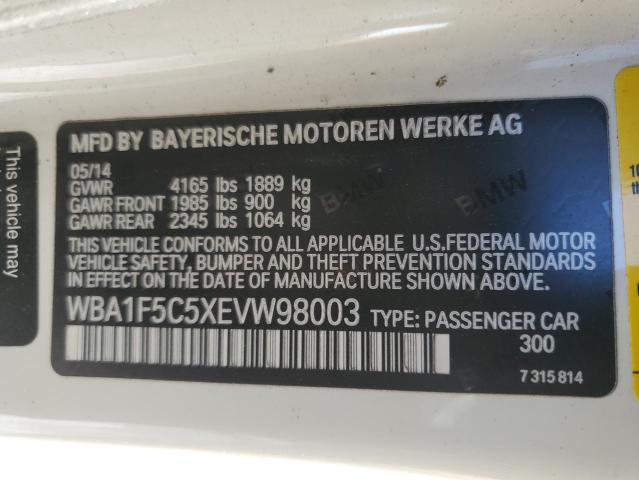 MFD BY BAYERISCHE MOTOREN WERKE AG
05/14
GVWR 4165 lbs 1889 kg
GAWR FRONT 1985 lbs 900 kg
GAWR REAR 2345 lbs 1064 kg
THIS VEHICLE CONFORMS TO ALL APPLICABLE U.S.FEDERAL MOTOR
VEHICLE SAFETY, BUMPER AND THEFT PREVENTION STANDARDS
IN EFFECT ON THE DATE OF MANUFACTURE SHOWN ABOVE.
WBA1F5C5XEVW98003 TYPE: PASSENGER CAR
300
7 315 814
This vehicle may
BMW
BMW